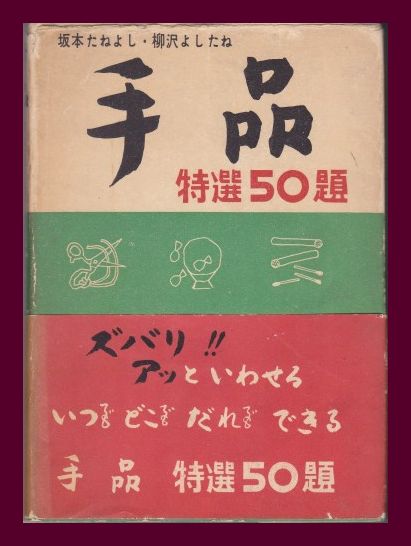 坂本たねよし・柳沢よしたね
手品
特選50題
ズバリ!!
アッといわせる
いつでもどこでもだれでもできる
手品 特選50題